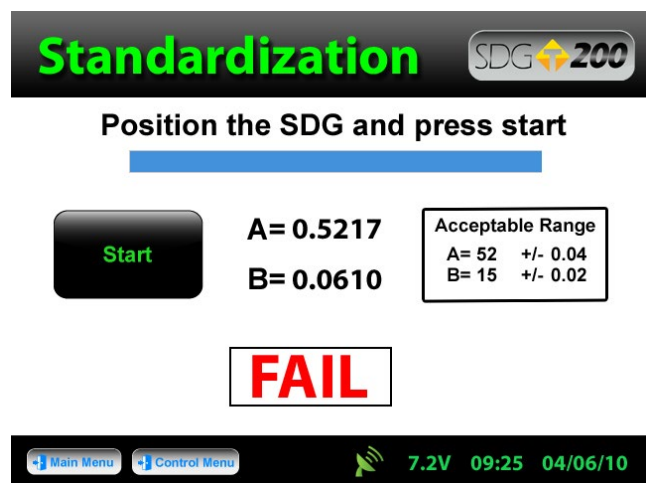 Standardization
SDG 200
Position the SDG and press start
Start
A= 0.5217
B= 0.0610
Acceptable Range
A= 52 +/- 0.04
B= 15 +/- 0.02
FAIL
Main Menu
Control Menu
7.2V 09:25 04/06/10